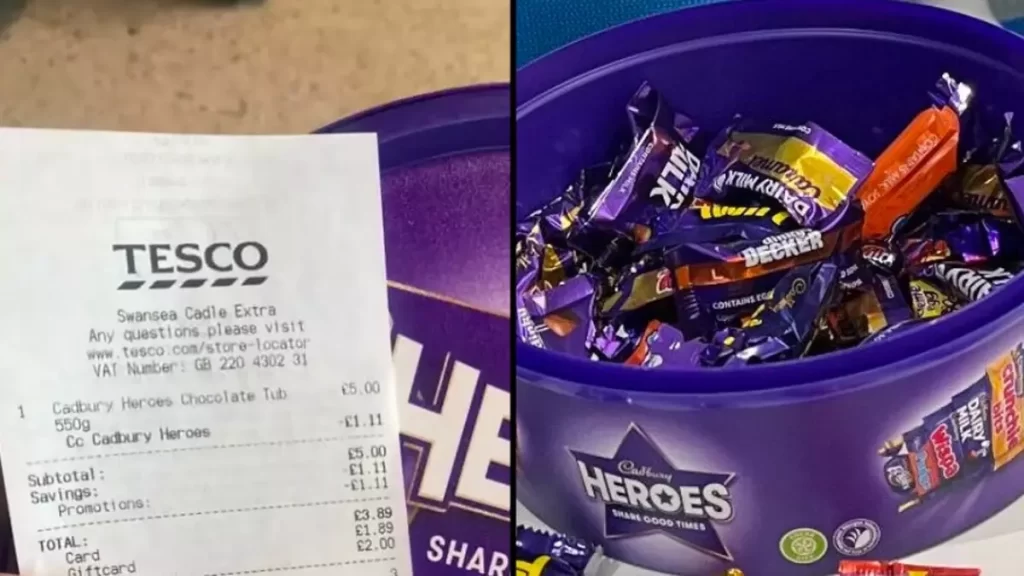 TESCO
Swansea Cadle Extra
Any questions please visit
www.tesco.com/store-locator
VAT Number: GB 220 4302 31
1 Cadbury Heroes Chocolate Tub £5.00
550g
Cc Cadbury Heroes -£1.11
Subtotal: £5.00
Savings: -£1.11
Promotions: -£1.11
TOTAL: £3.89
Card £1.89
Giftcard £2.00
3
HE
SHAR
MILK
DAIRY MILK
Caramel
DECKER
CONTAINS EGG
Cadbury
HEROES
SHARE GOOD TIMES
Crunchie
bits
DAIRY
MILK
WISPA